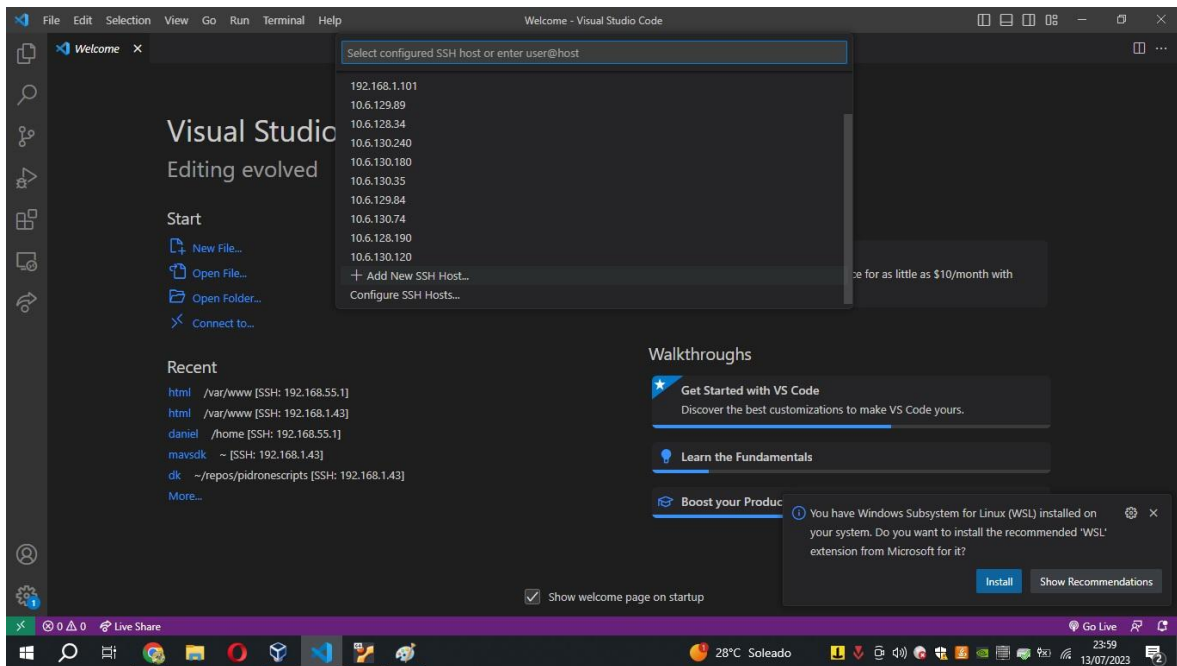 File Edit Selection View Go Run Terminal Help
Welcome - Visual Studio Code
Welcome
Select configured SSH host or enter user@host
192.168.1.101
10.6.129.89
10.6.128.34
10.6.130.240
10.6.130.180
10.6.130.35
10.6.129.84
10.6.130.74
10.6.128.190
10.6.130.120
+ Add New SSH Host...
Configure SSH Hosts...
Visual Studio
Editing evolved
Start
New File...
Open File...
Open Folder...
Connect to...
for as little as $10/month with
Recent
html /var/www [SSH: 192.168.55.1]
html /var/www [SSH: 192.168.1.43]
daniel /home [SSH: 192.168.55.1]
mavsdk ~ [SSH: 192.168.1.43]
dk ~/repos/pidronescripts [SSH: 192.168.1.43]
More...
Walkthroughs
Get Started with VS Code
Discover the best customizations to make VS Code yours.
Learn the Fundamentals
Boost your Produc
You have Windows Subsystem for Linux (WSL) installed on
your system. Do you want to install the recommended 'WSL'
extension from Microsoft for it?
Install Show Recommendations
Show welcome page on startup
1
0 0 Live Share
Go Live
1
28°C Soleado
23:59
13/07/2023
2